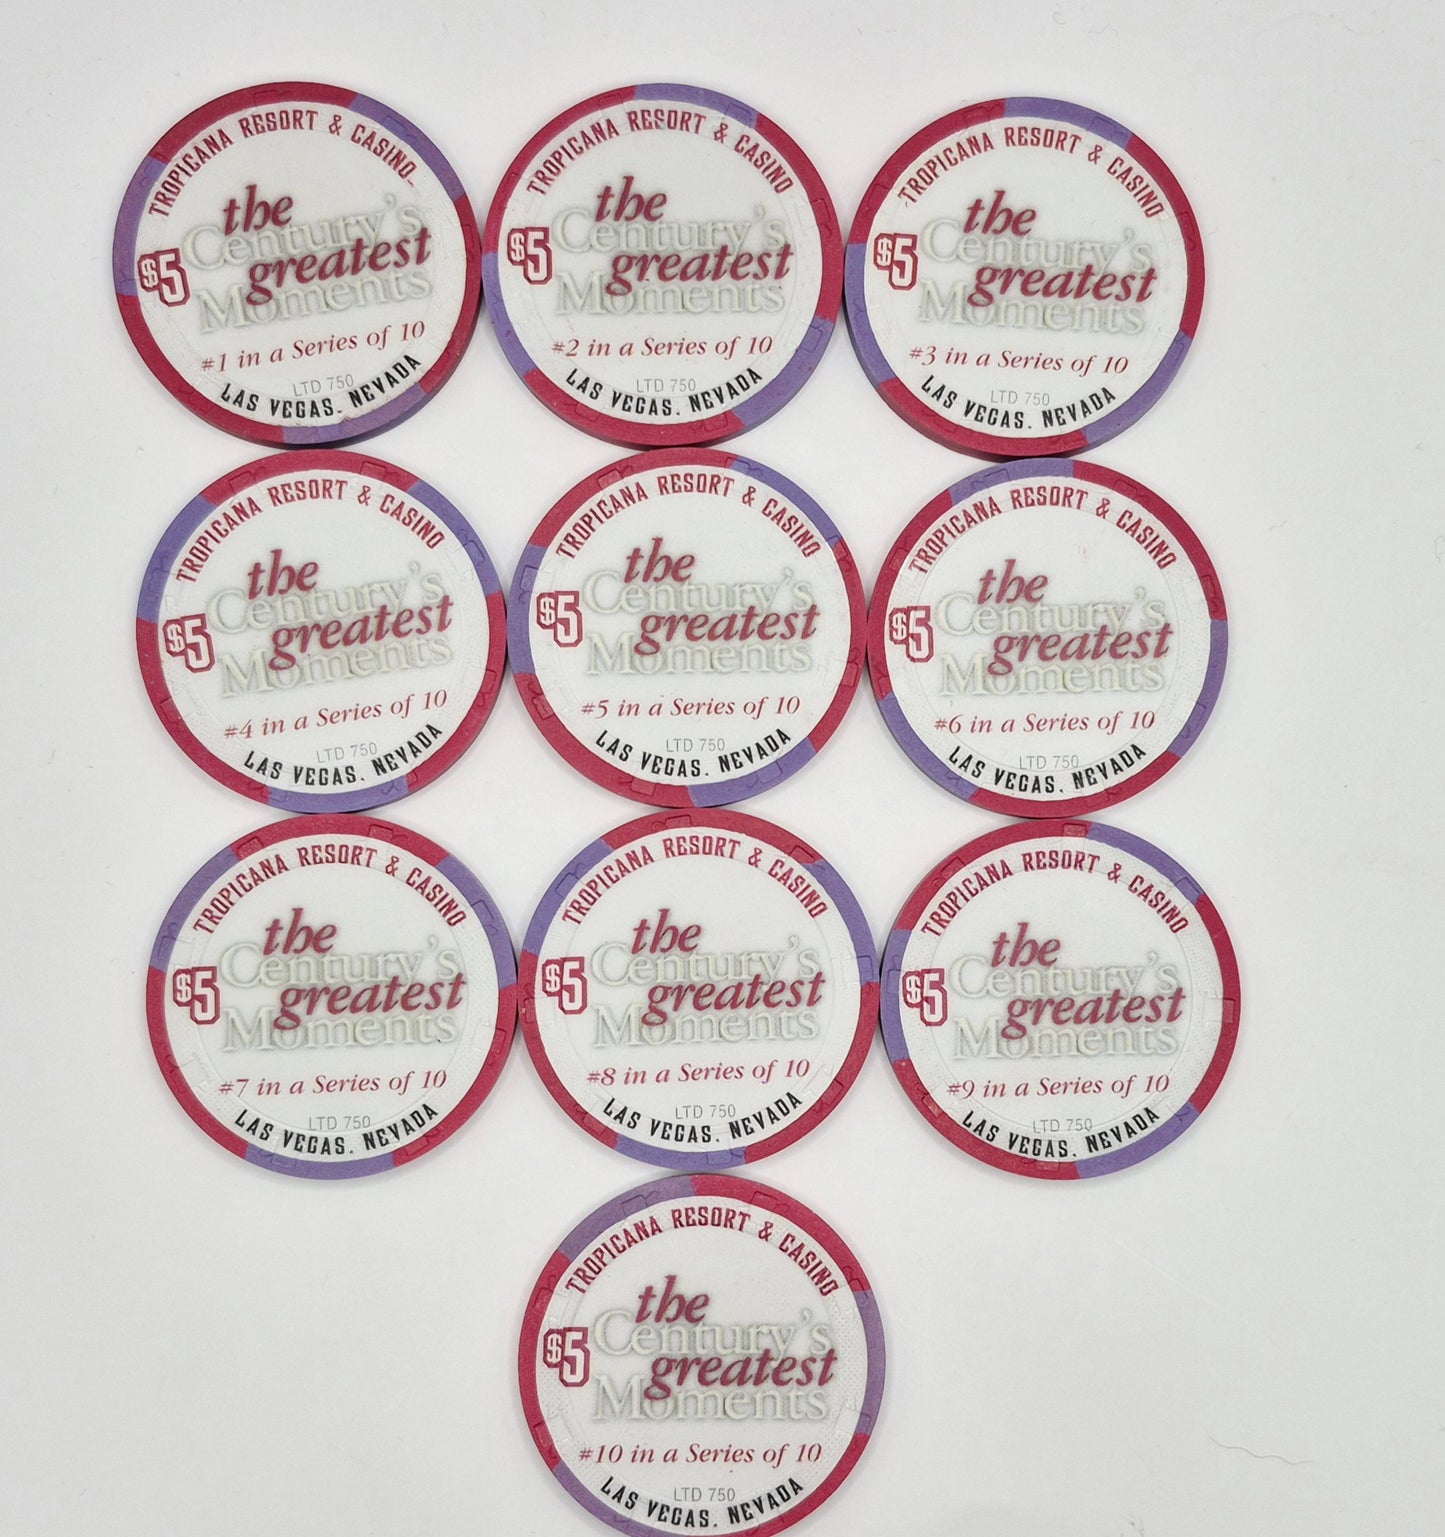 TROPICANA RESORT & CASINO
the
Century's
$5
greatest
Moments
#1 in a Series of 10
LTD 750
LAS VEGAS, NEVADA
TROPICANA RESORT & CASINO
the
Century's
$5
greatest
Moments
#2 in a Series of 10
LTD 750
LAS VEGAS, NEVADA
TROPICANA RESORT & CASINO
the
Century's
$5
greatest
Moments
#3 in a Series of 10
LTD 750
LAS VEGAS, NEVADA
TROPICANA RESORT & CASINO
the
Century's
$5
greatest
Moments
#4 in a Series of 10
LTD 750
LAS VEGAS, NEVADA
TROPICANA RESORT & CASINO
the
Century's
$5
greatest
Moments
#5 in a Series of 10
LTD 750
LAS VEGAS, NEVADA
TROPICANA RESORT & CASINO
the
Century's
$5
greatest
Moments
#6 in a Series of 10
LTD 750
LAS VEGAS, NEVADA
TROPICANA RESORT & CASINO
the
Century's
$5
greatest
Moments
#7 in a Series of 10
LTD 750
LAS VEGAS, NEVADA
TROPICANA RESORT & CASINO
the
Century's
$5
greatest
Moments
#8 in a Series of 10
LTD 750
LAS VEGAS, NEVADA
TROPICANA RESORT & CASINO
the
Century's
$5
greatest
Moments
#9 in a Series of 10
LTD 750
LAS VEGAS, NEVADA
TROPICANA RESORT & CASINO
the
Century's
$5
greatest
Moments
#10 in a Series of 10
LTD 750
LAS VEGAS, NEVADA